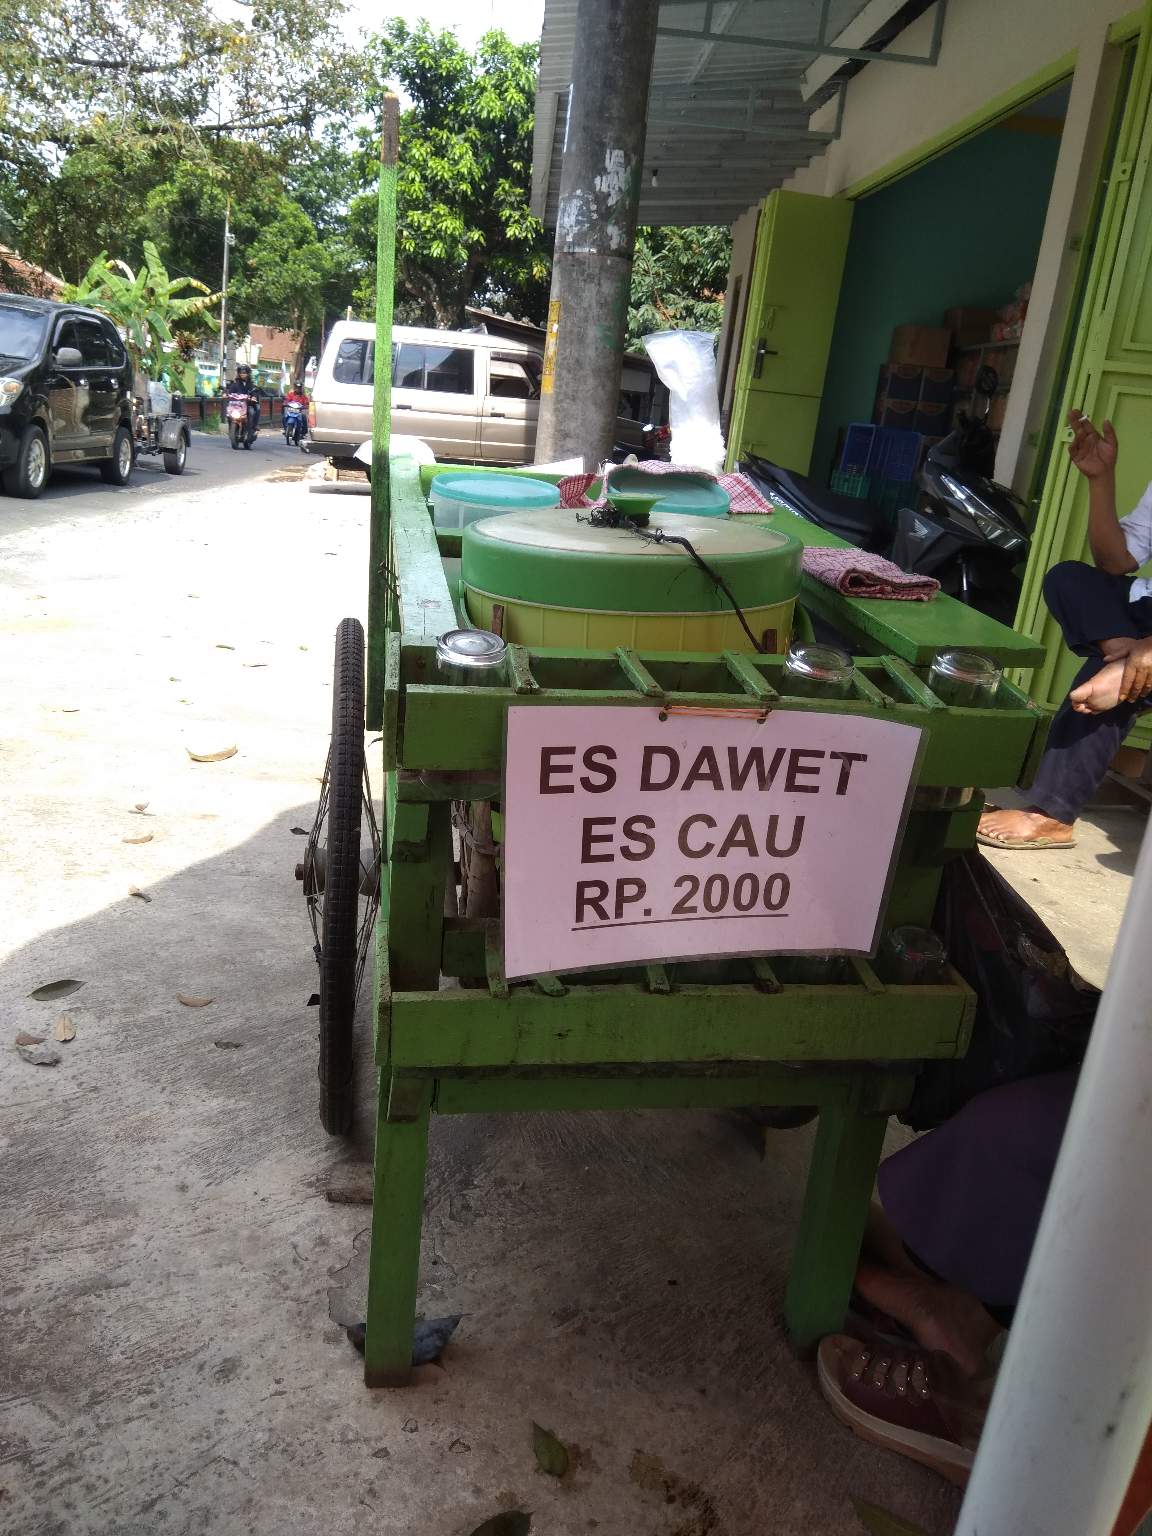 ES DAWET
ES CAU
RP. 2000